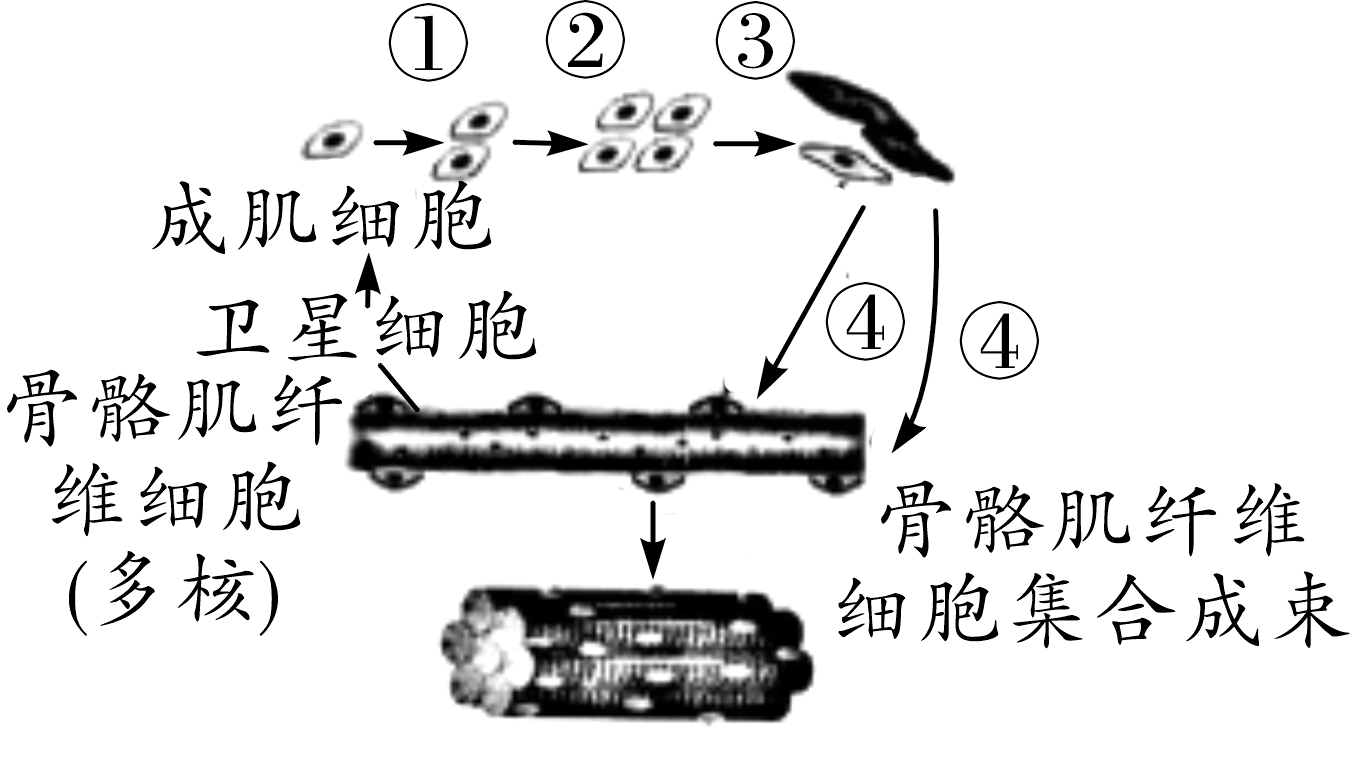 ① ② ③
成肌细胞
卫星细胞
④ ④
骨骼肌纤
维细胞
(多核)
骨骼肌纤维
细胞集合成束